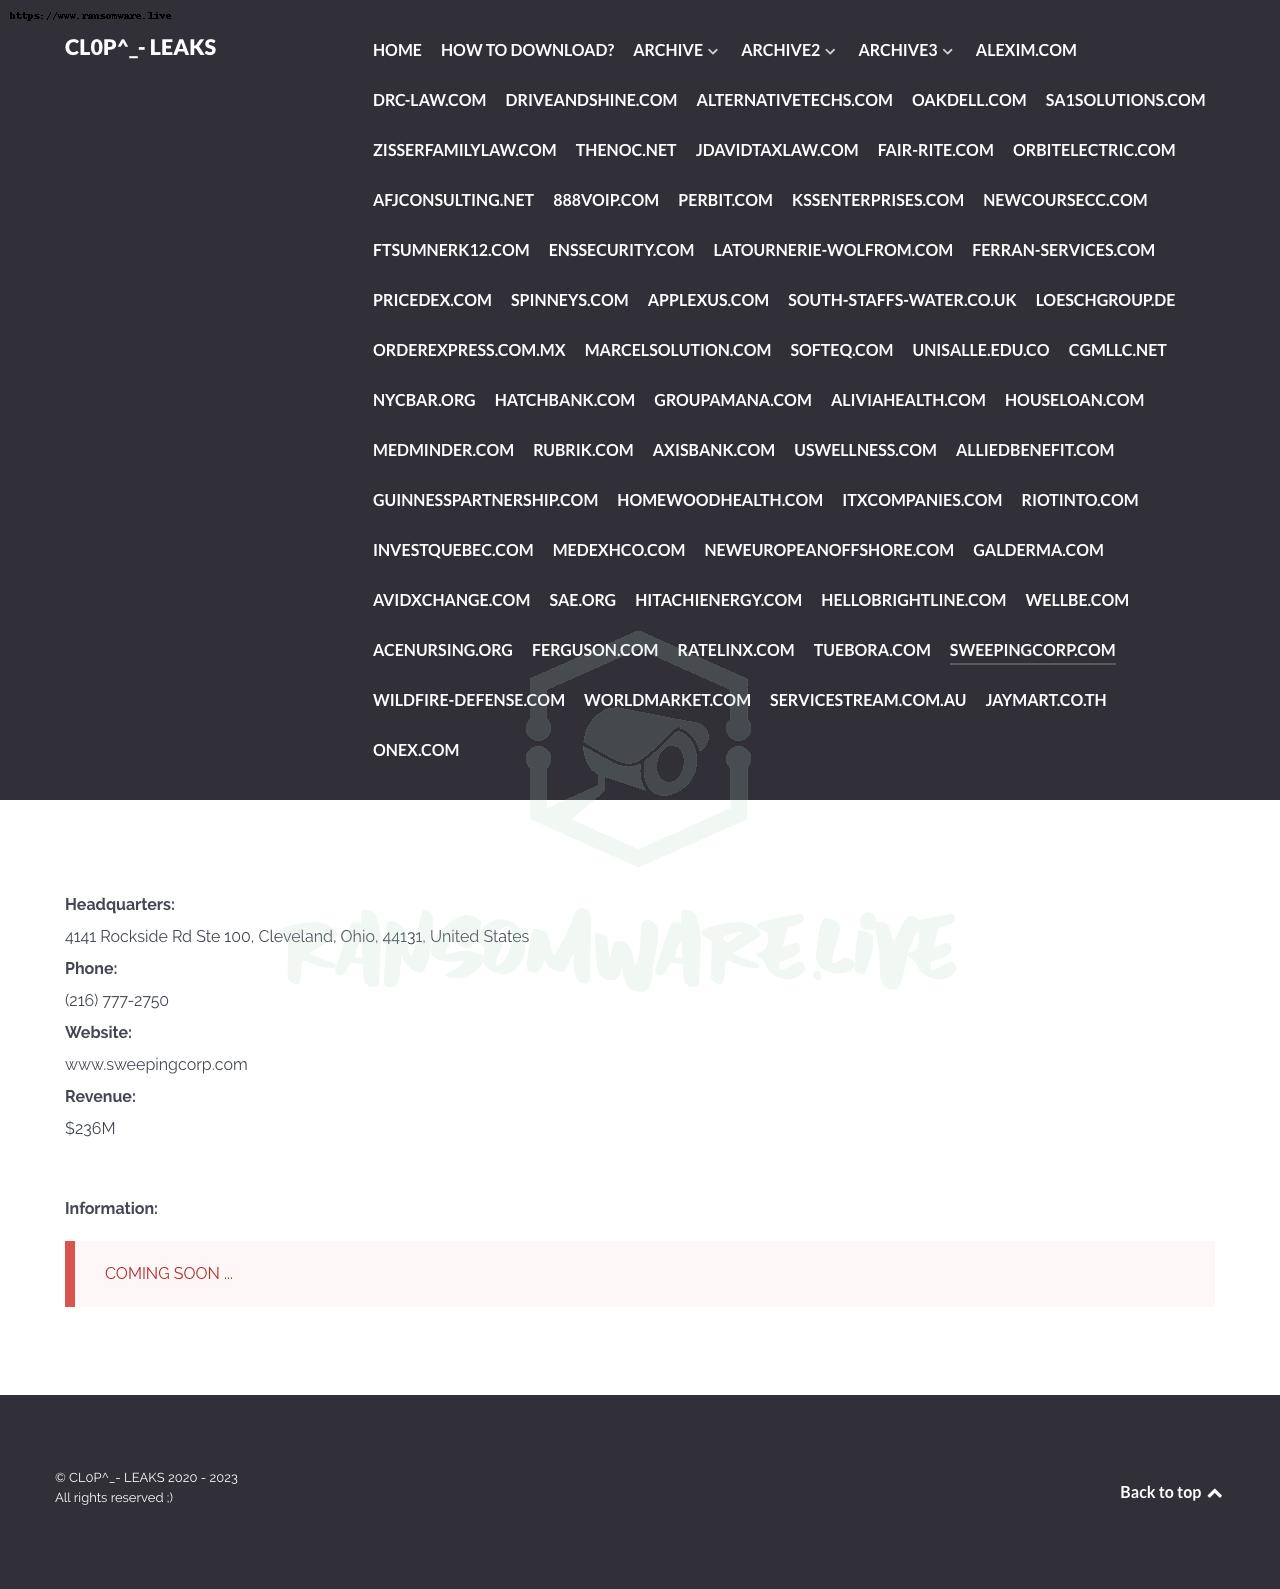 https://www.ransomware.live
CL0P^_- LEAKS
HOME HOW TO DOWNLOAD? ARCHIVE ARCHIVE2 ARCHIVE3 ALEXIM.COM
DRC-LAW.COM DRIVEANDSHINE.COM ALTERNATIVETECHS.COM OAKDELL.COM SA1SOLUTIONS.COM
ZISSERFAMILYLAW.COM THENOC.NET JDAVIDTAXLAW.COM FAIR-RITE.COM ORBITELECTRIC.COM
AFJCONSULTING.NET 888VOIP.COM PERBIT.COM KSSENTERPRISES.COM NEWCOURSECC.COM
FTSUMNERK12.COM ENSSECURITY.COM LATOURNERIE-WOLFROM.COM FERRAN-SERVICES.COM
PRICEDEX.COM SPINNEYS.COM APPLEXUS.COM SOUTH-STAFFS-WATER.CO.UK LOESCHGROUP.DE
ORDEREXPRESS.COM.MX MARCELSOLUTION.COM SOFTEQ.COM UNISALLE.EDU.CO CGMLLC.NET
NYCBAR.ORG HATCHBANK.COM GROUPAMANA.COM ALIVIAHEALTH.COM HOUSELOAN.COM
MEDMINDER.COM RUBRIK.COM AXISBANK.COM USWELLNESS.COM ALLIEDBENEFIT.COM
GUINNESSPARTNERSHIP.COM HOMEWOODHEALTH.COM ITXCOMPANIES.COM RIOTINTO.COM
INVESTQUEBEC.COM MEDEXHCO.COM NEWEUROPEANOFFSHORE.COM GALDERMA.COM
AVIDXCHANGE.COM SAE.ORG HITACHIENERGY.COM HELLOBRIGHTLINE.COM WELLBE.COM
ACENURSING.ORG FERGUSON.COM RATELINX.COM TUEBORA.COM SWEEPINGCORP.COM
WILDFIRE-DEFENSE.COM WORLDMARKET.COM SERVICESTREAM.COM.AU JAYMART.CO.TH
ONEX.COM
Headquarters:
4141 Rockside Rd Ste 100, Cleveland, Ohio, 44131, United States
RANSOMWARE.LIVE
Phone:
(216) 777-2750
Website:
www.sweepingcorp.com
Revenue:
$236M
Information:
COMING SOON ...
© CL0P^_- LEAKS 2020 - 2023
All rights reserved ;)
Back to top